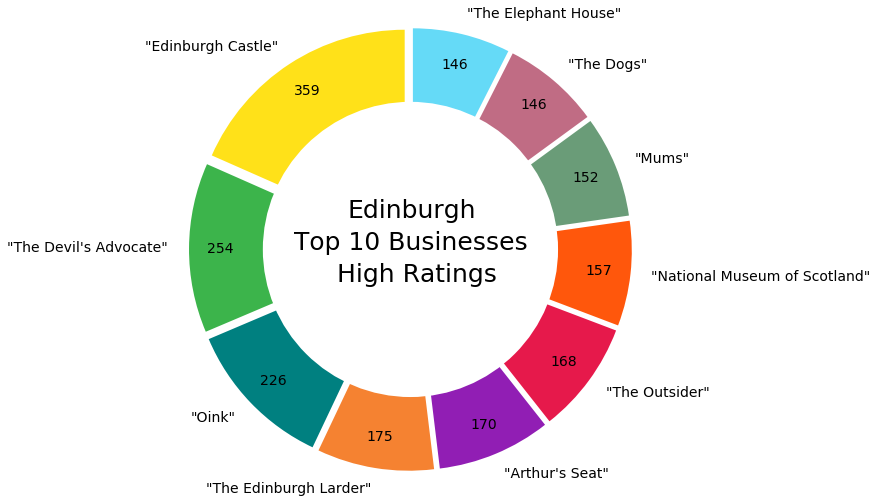 "The Elephant House"
146
"The Dogs"
146
"Mums"
152
"National Museum of Scotland"
157
"The Outsider"
168
"Arthur's Seat"
170
"The Edinburgh Larder"
175
"Oink"
226
"The Devil's Advocate"
254
"Edinburgh Castle"
359
Edinburgh
Top 10 Businesses
High Ratings